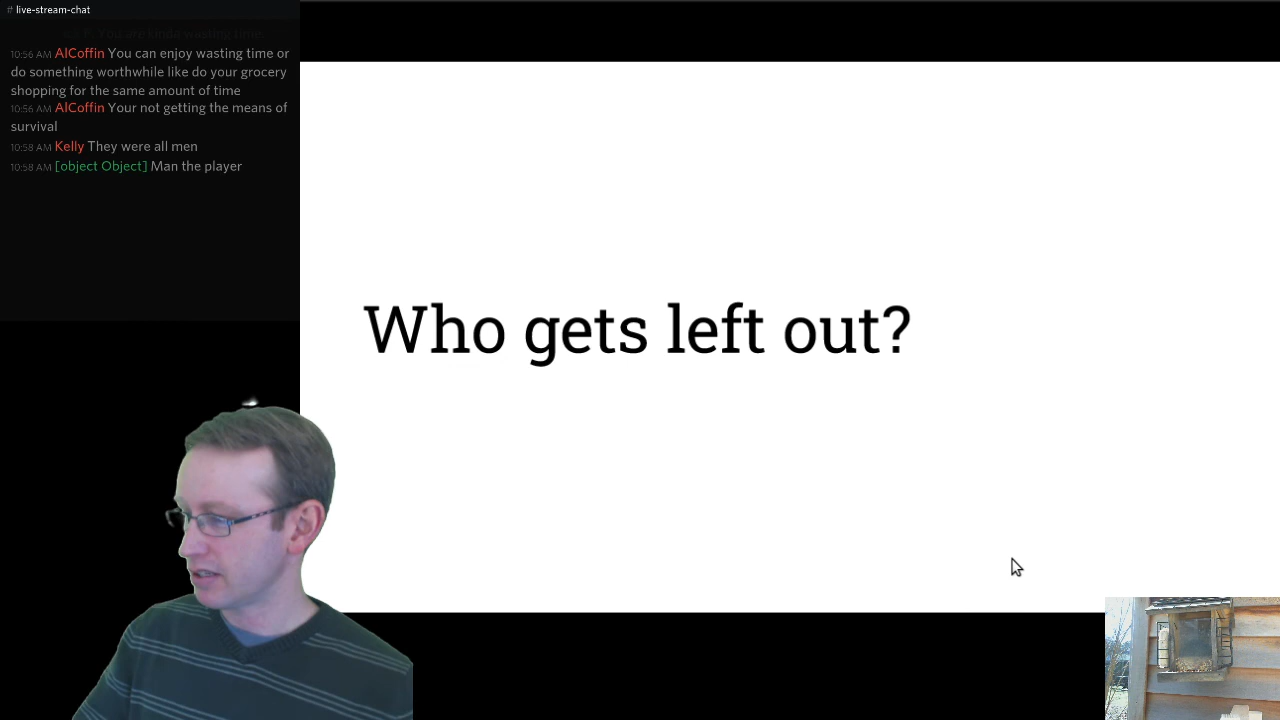 # live-stream-chat
10:56 AM AlCoffin You can enjoy wasting time or
do something worthwhile like do your grocery
shopping for the same amount of time
10:56 AM AlCoffin Your not getting the means of
survival
10:58 AM Kelly They were all men
10:58 AM [object Object] Man the player
Who gets left out?